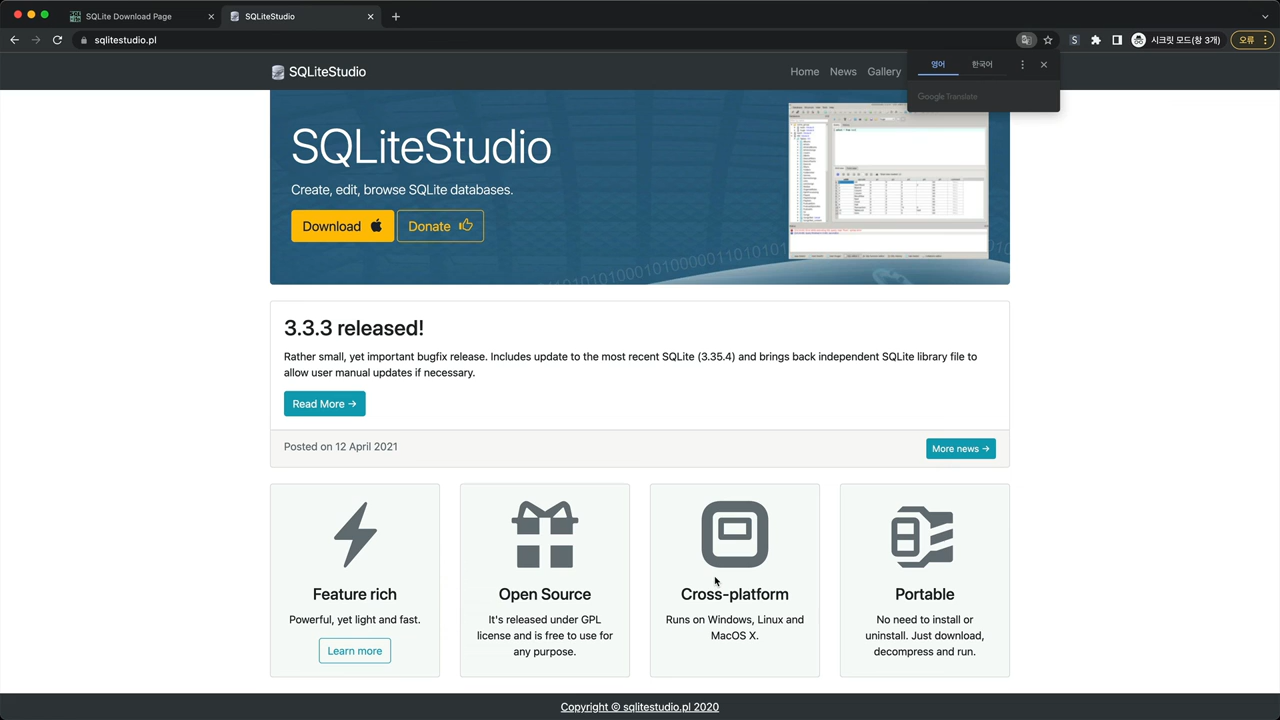 SQLite Download Page
SQLiteStudio
sqlitestudio.pl
시크릿 모드(창 3개)
오류
SQLiteStudio
Home News Gallery
영어 한국어
Google Translate
SQLiteStudio
Create, edit, browse SQLite databases.
Download
Donate
3.3.3 released!
Rather small, yet important bugfix release. Includes update to the most recent SQLite (3.35.4) and brings back independent SQLite library file to
allow user manual updates if necessary.
Read More →
Posted on 12 April 2021
More news →
Feature rich
Powerful, yet light and fast.
Learn more
Open Source
It's released under GPL
license and is free to use for
any purpose.
Cross-platform
Runs on Windows, Linux and
MacOS X.
Portable
No need to install or
uninstall. Just download,
decompress and run.
Copyright © sqlitestudio.pl 2020